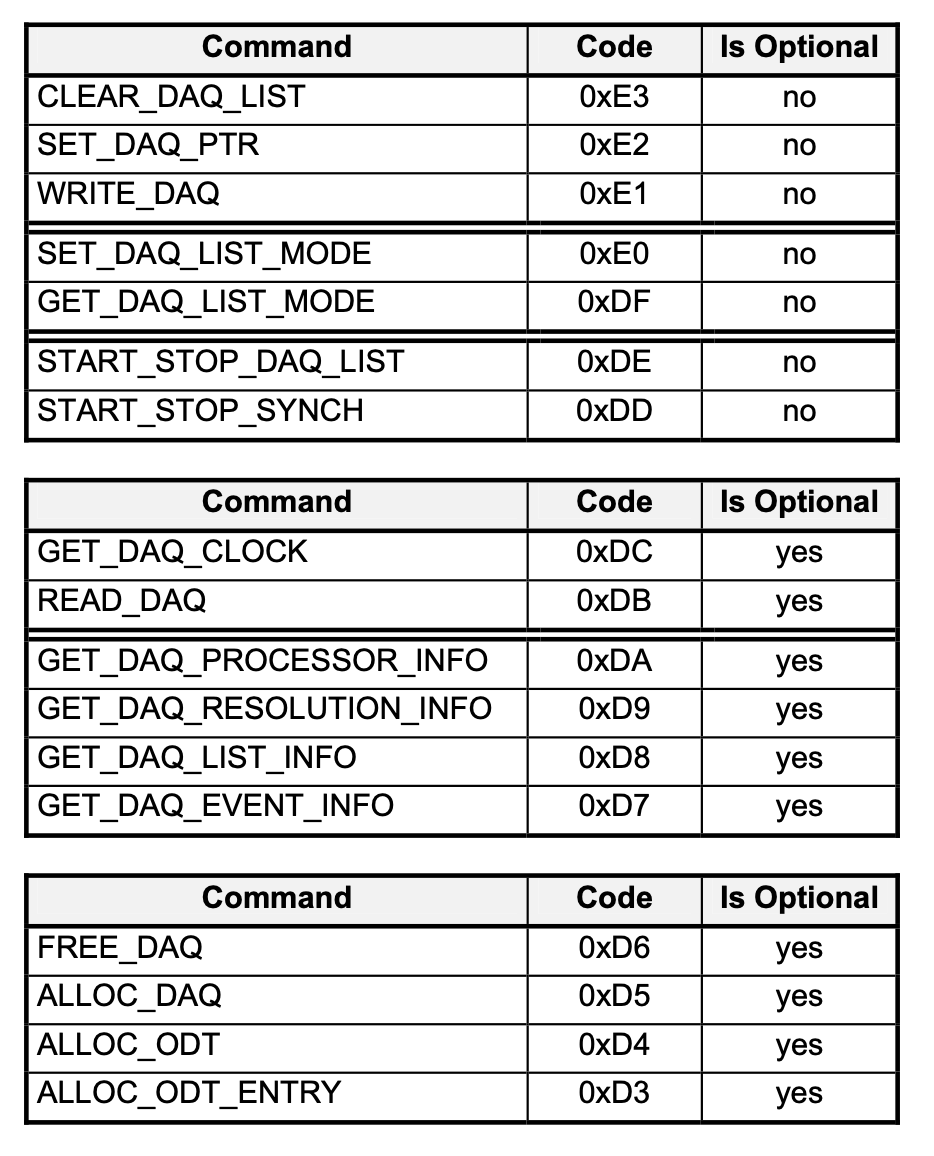 Command Code Is Optional
CLEAR_DAQ_LIST 0xE3 no
SET_DAQ_PTR 0xE2 no
WRITE_DAQ 0xE1 no
SET_DAQ_LIST_MODE 0xE0 no
GET_DAQ_LIST_MODE 0xDF no
START_STOP_DAQ_LIST 0xDE no
START_STOP_SYNCH 0xDD no
Command Code Is Optional
GET_DAQ_CLOCK 0xDC yes
READ_DAQ 0xDB yes
GET_DAQ_PROCESSOR_INFO 0xDA yes
GET_DAQ_RESOLUTION_INFO 0xD9 yes
GET_DAQ_LIST_INFO 0xD8 yes
GET_DAQ_EVENT_INFO 0xD7 yes
Command Code Is Optional
FREE_DAQ 0xD6 yes
ALLOC_DAQ 0xD5 yes
ALLOC_ODT 0xD4 yes
ALLOC_ODT_ENTRY 0xD3 yes